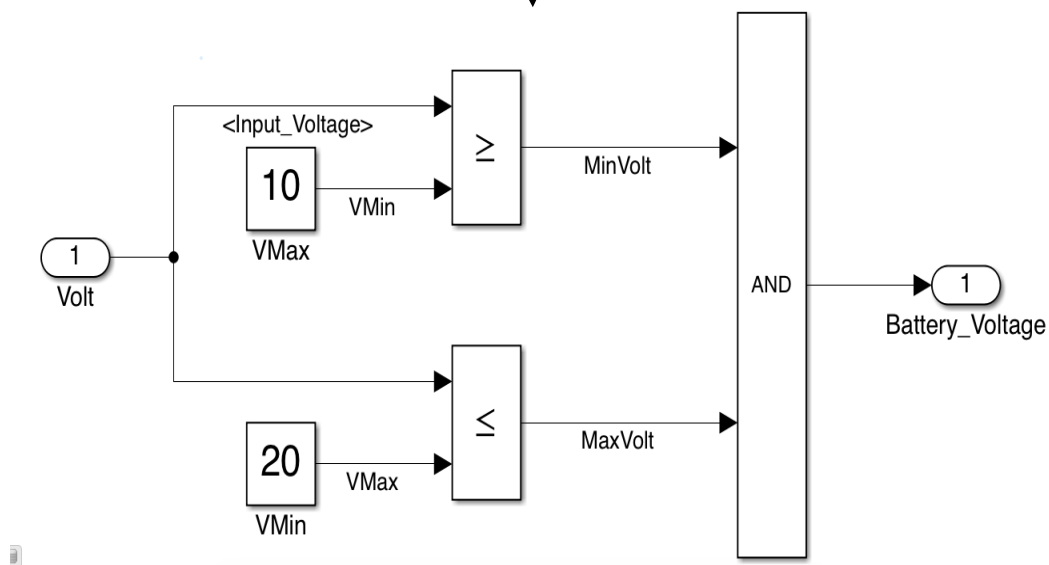 <Input_Voltage>
≥
10
VMin
MinVolt
VMax
1
Volt
AND
1
Battery_Voltage
≤
20
VMax
MaxVolt
VMin